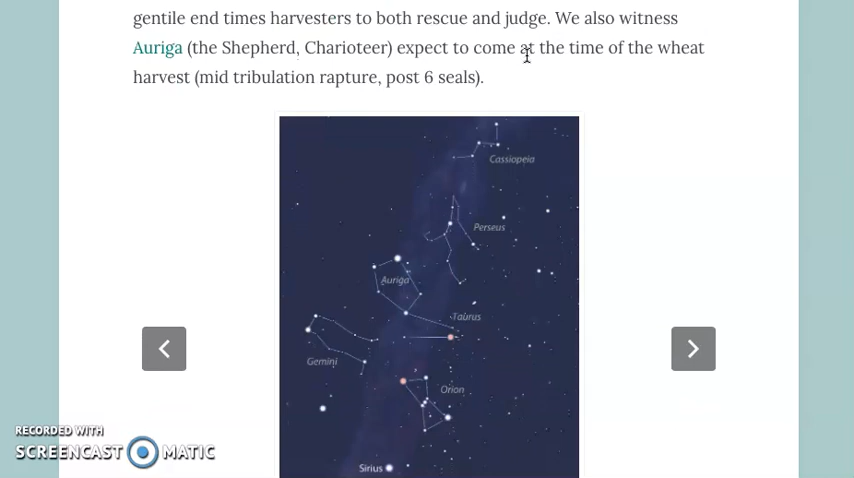 gentile end times harvesters to both rescue and judge. We also witness
Auriga (the Shepherd, Charioteer) expect to come at the time of the wheat
harvest (mid tribulation rapture, post 6 seals).
Cassiopeia
Perseus
Auriga
Taurus
Gemini
Orion
Sirius
RECORDED WITH
SCREENCAST MATIC